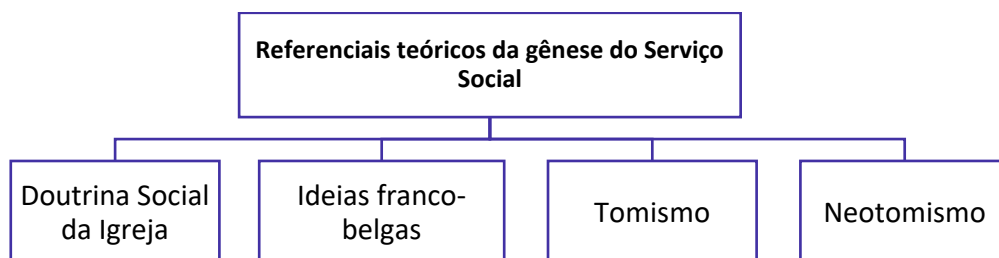 Referenciais teóricos da gênese do Serviço
Social
Doutrina Social
da Igreja
Ideias franco-
belgas
Tomismo
Neotomismo